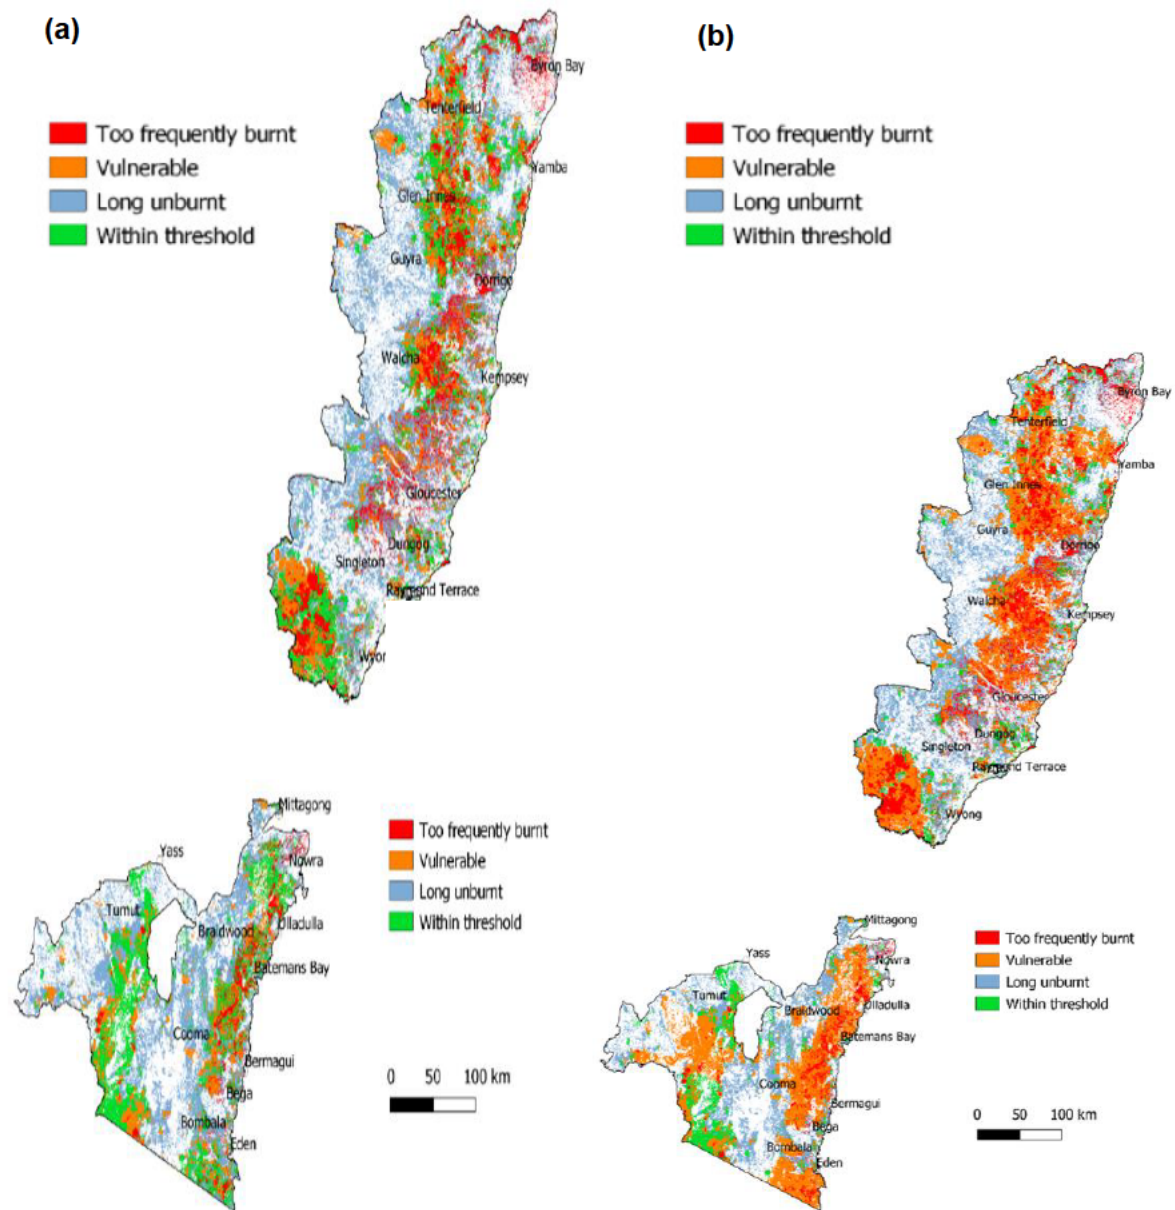 (a)
Too frequently burnt
Vulnerable
Long unburnt
Within threshold
Byron Bay
Tenterfield
Yamba
Glen Innes
Guyra
Dorrigo
Walcha
Kempsey
Gloucester
Dungog
Singleton
Raymond Terrace
Wyor
Mittagong
Too frequently burnt
Vulnerable
Long unburnt
Within threshold
Yass
Nowra
Tumut
Ulladulla
Braidwood
Batemans Bay
Cooma
Bermagui
Bega
Bombala
Eden
0 50 100 km
(b)
Too frequently burnt
Vulnerable
Long unburnt
Within threshold
Byron Bay
Tenterfield
Yamba
Glen Innes
Guyra
Dorrigo
Walcha
Kempsey
Gloucester
Dungog
Singleton
Raymond Terrace
Wyong
Mittagong
Too frequently burnt
Vulnerable
Long unburnt
Within threshold
Yass
Nowra
Tumut
Ulladulla
Braidwood
Batemans Bay
Cooma
Bermagui
Bega
Bombala
Eden
0 50 100 km